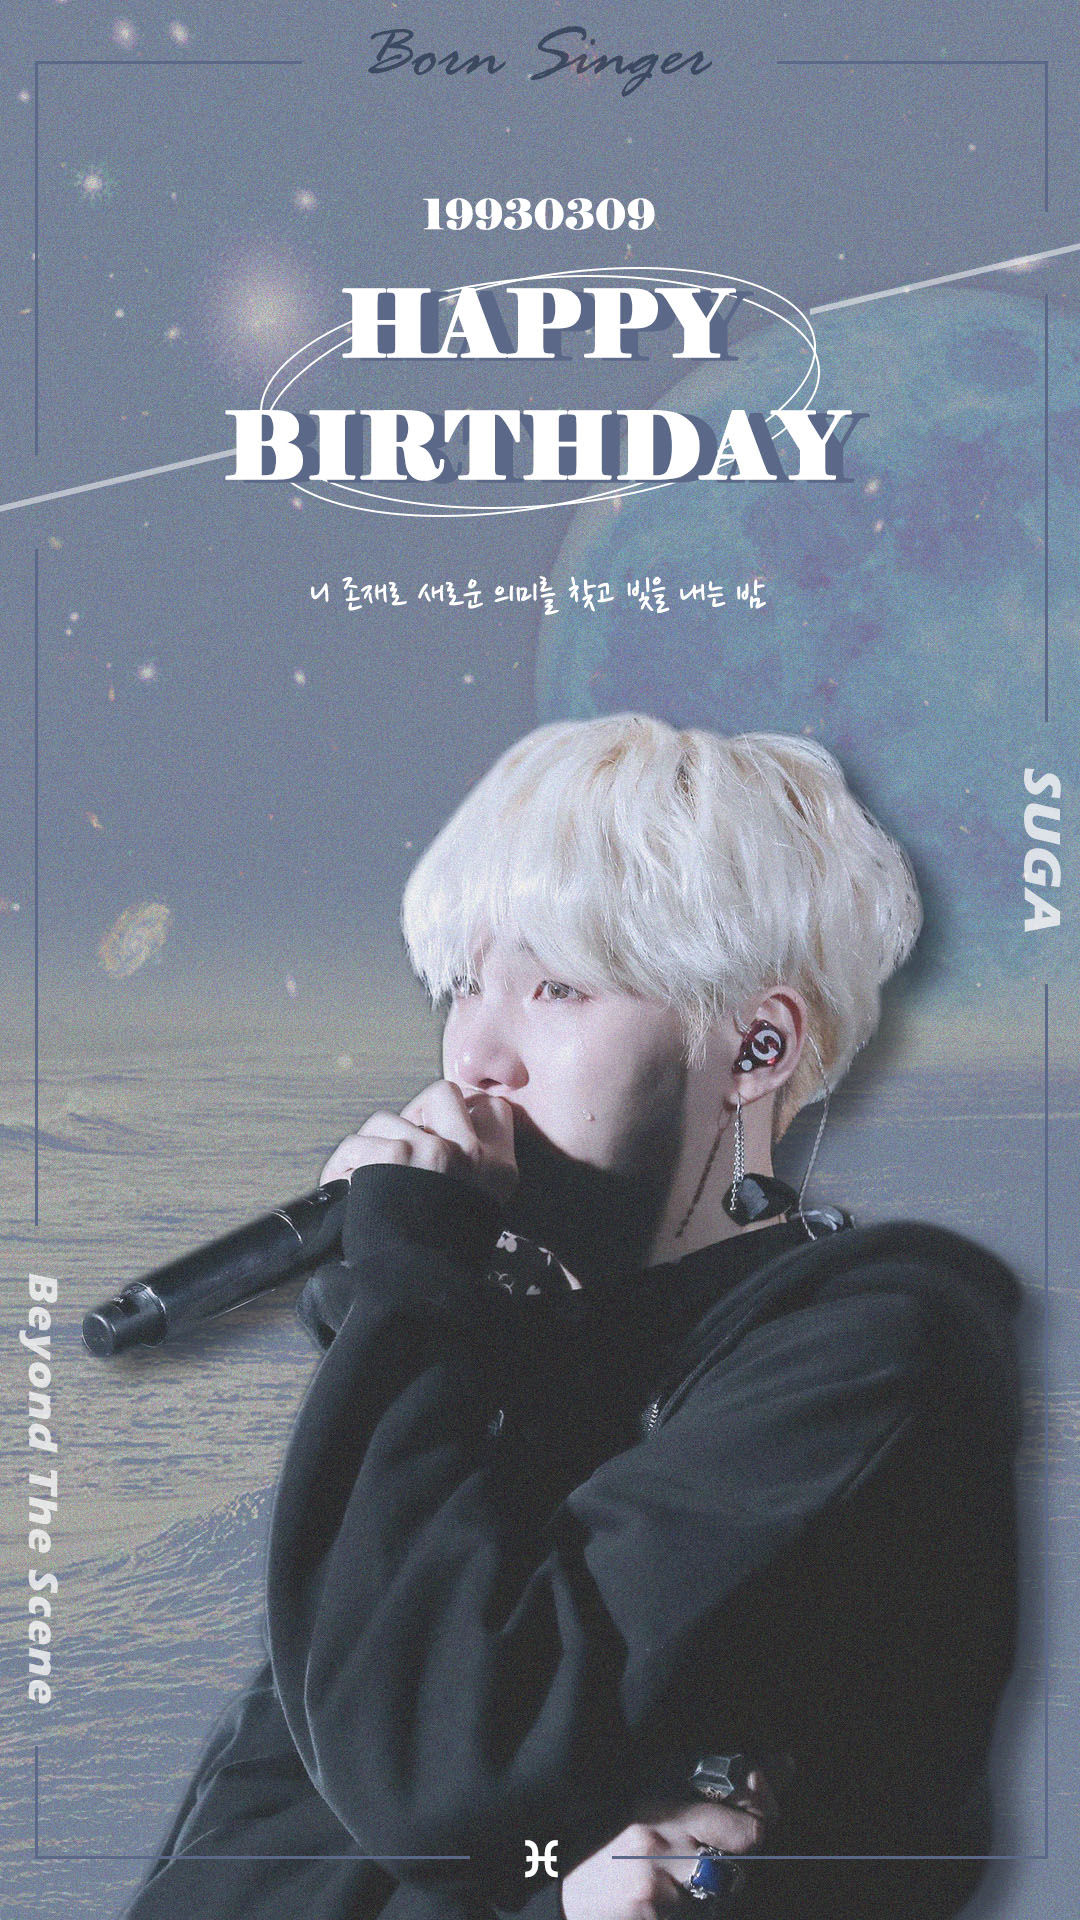 Born Singer
19930309
HAPPY
BIRTHDAY
니 존재로 새로운 의미를 찾고 빛을 내는 밤
SUGA
Beyond The Scene